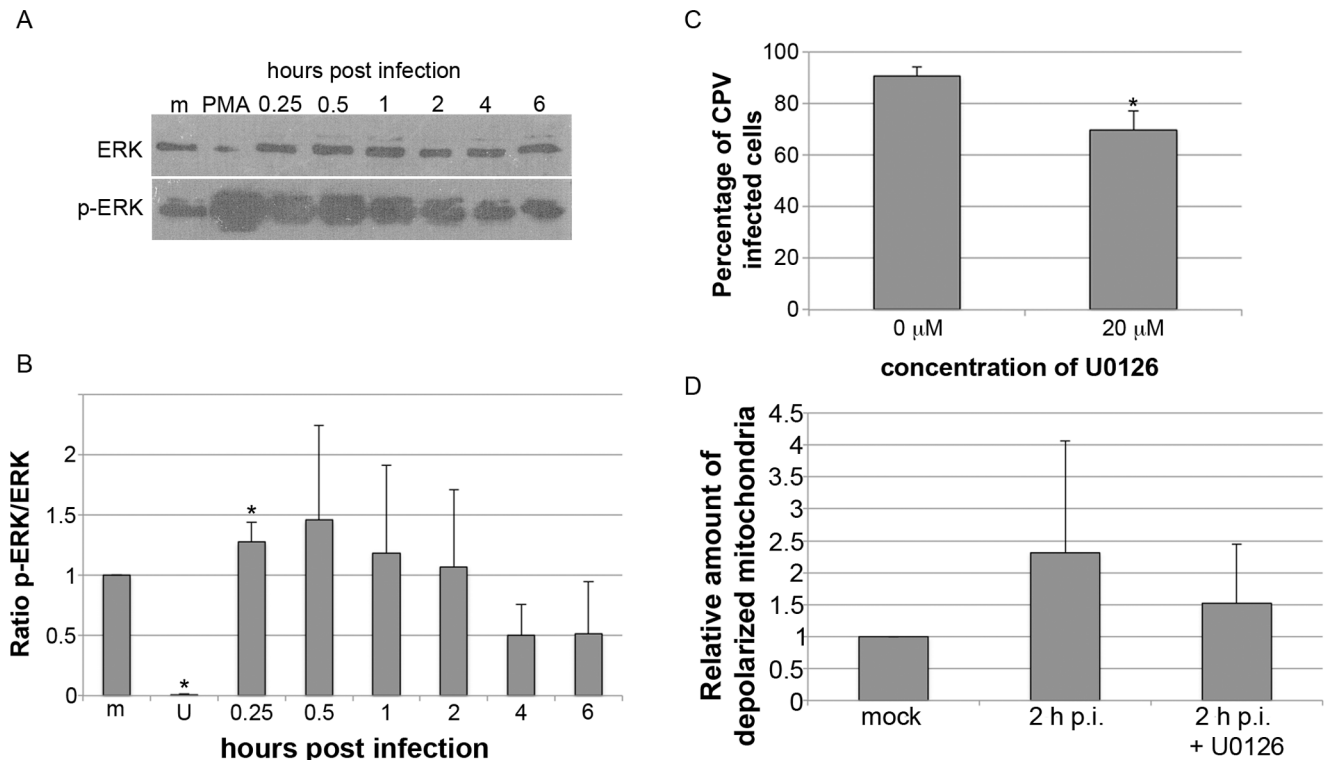 A
hours post infection
m PMA 0.25 0.5 1 2 4 6
ERK
p-ERK
B
Ratio p-ERK/ERK
2
1.5
1
0.5
0
* *
m U 0.25 0.5 1 2 4 6
hours post infection
C
Percentage of CPV
infected cells
100
80
60
40
20
0
*
0 μM 20 μM
concentration of U0126
D
Relative amount of
depolarized mitochondria
4.5
4
3.5
3
2.5
2
1.5
1
0.5
0
mock 2 h p.i. 2 h p.i.
+ U0126